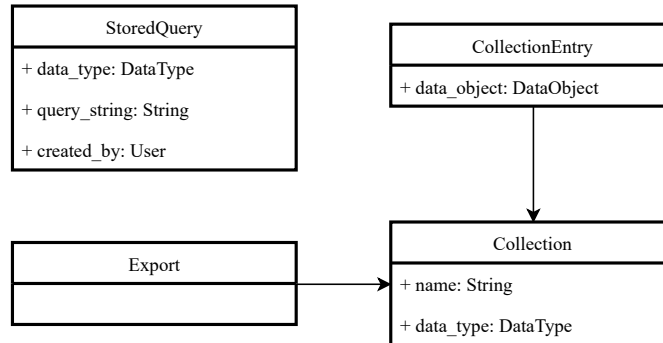 StoredQuery
+ data_type: DataType
+ query_string: String
+ created_by: User
CollectionEntry
+ data_object: DataObject
Export
Collection
+ name: String
+ data_type: DataType